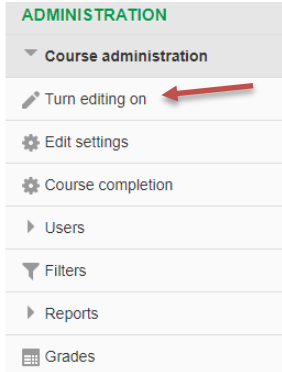 ADMINISTRATION
Course administration
Turn editing on
Edit settings
Course completion
Users
Filters
Reports
Grades